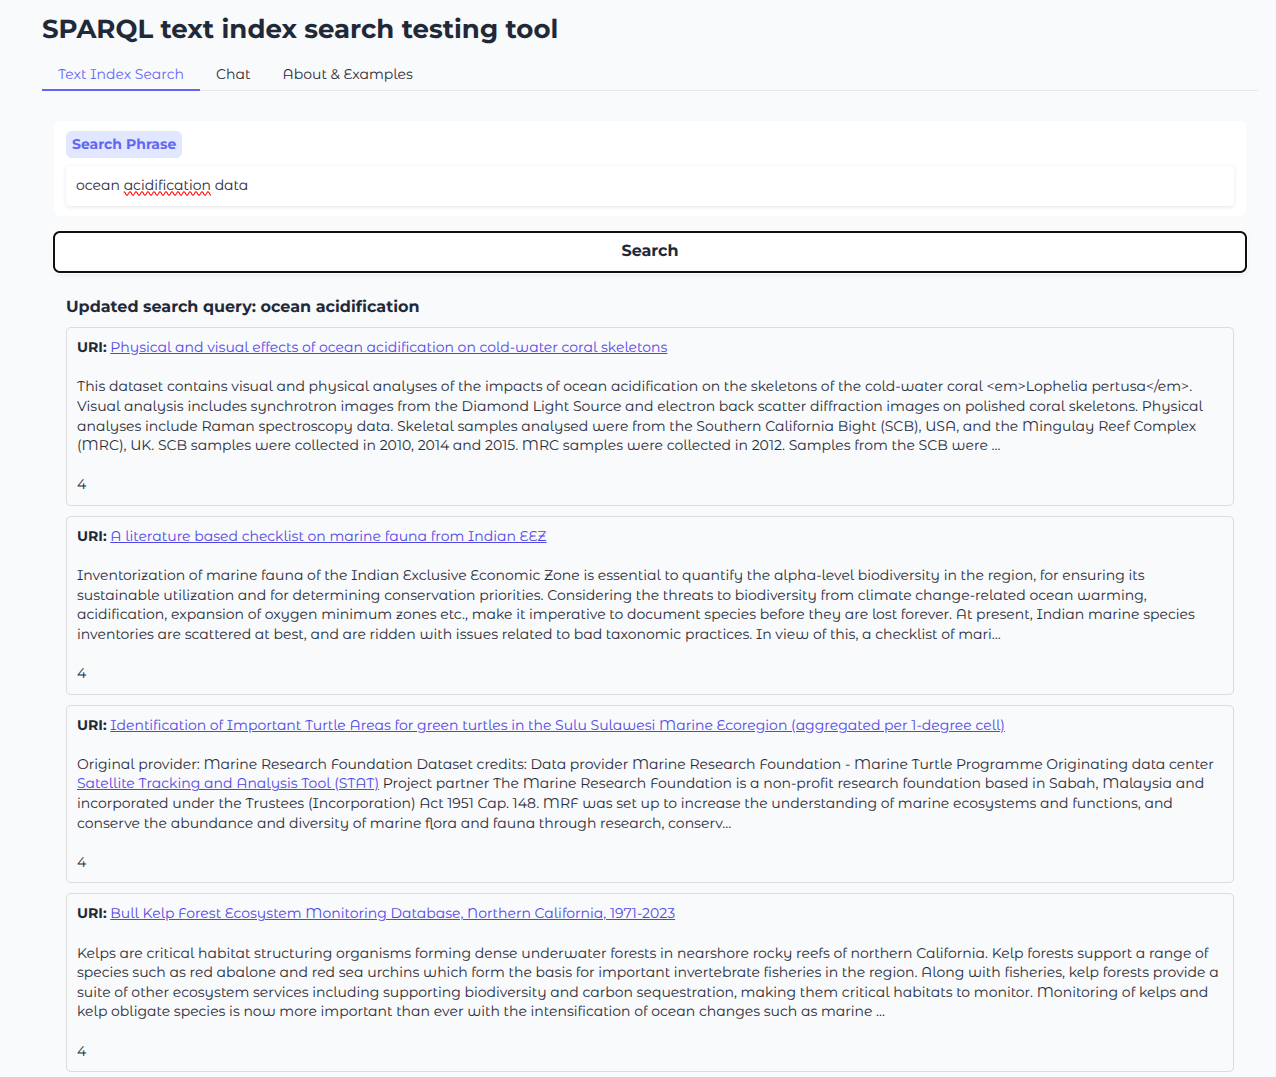 SPARQL text index search testing tool
Text Index Search Chat About & Examples
Search Phrase
ocean acidification data
Search
Updated search query: ocean acidification
URI: Physical and visual effects of ocean acidification on cold-water coral skeletons
This dataset contains visual and physical analyses of the impacts of ocean acidification on the skeletons of the cold-water coral <em>Lophelia pertusa</em>.
Visual analysis includes synchrotron images from the Diamond Light Source and electron back scatter diffraction images on polished coral skeletons. Physical
analyses include Raman spectroscopy data. Skeletal samples analysed were from the Southern California Bight (SCB), USA, and the Mingulay Reef Complex
(MRC), UK. SCB samples were collected in 2010, 2014 and 2015. MRC samples were collected in 2012. Samples from the SCB were ...
4
URI: A literature based checklist on marine fauna from Indian EEZ
Inventorization of marine fauna of the Indian Exclusive Economic Zone is essential to quantify the alpha-level biodiversity in the region, for ensuring its
sustainable utilization and for determining conservation priorities. Considering the threats to biodiversity from climate change-related ocean warming,
acidification, expansion of oxygen minimum zones etc., make it imperative to document species before they are lost forever. At present, Indian marine species
inventories are scattered at best, and are ridden with issues related to bad taxonomic practices. In view of this, a checklist of mari...
4
URI: Identification of Important Turtle Areas for green turtles in the Sulu Sulawesi Marine Ecoregion (aggregated per 1-degree cell)
Original provider: Marine Research Foundation Dataset credits: Data provider Marine Research Foundation - Marine Turtle Programme Originating data center
Satellite Tracking and Analysis Tool (STAT) Project partner The Marine Research Foundation is a non-profit research foundation based in Sabah, Malaysia and
incorporated under the Trustees (Incorporation) Act 1951 Cap. 148. MRF was set up to increase the understanding of marine ecosystems and functions, and
conserve the abundance and diversity of marine flora and fauna through research, conserv...
4
URI: Bull Kelp Forest Ecosystem Monitoring Database, Northern California, 1971-2023
Kelps are critical habitat structuring organisms forming dense underwater forests in nearshore rocky reefs of northern California. Kelp forests support a range of
species such as red abalone and red sea urchins which form the basis for important invertebrate fisheries in the region. Along with fisheries, kelp forests provide a
suite of other ecosystem services including supporting biodiversity and carbon sequestration, making them critical habitats to monitor. Monitoring of kelps and
kelp obligate species is now more important than ever with the intensification of ocean changes such as marine ...
4